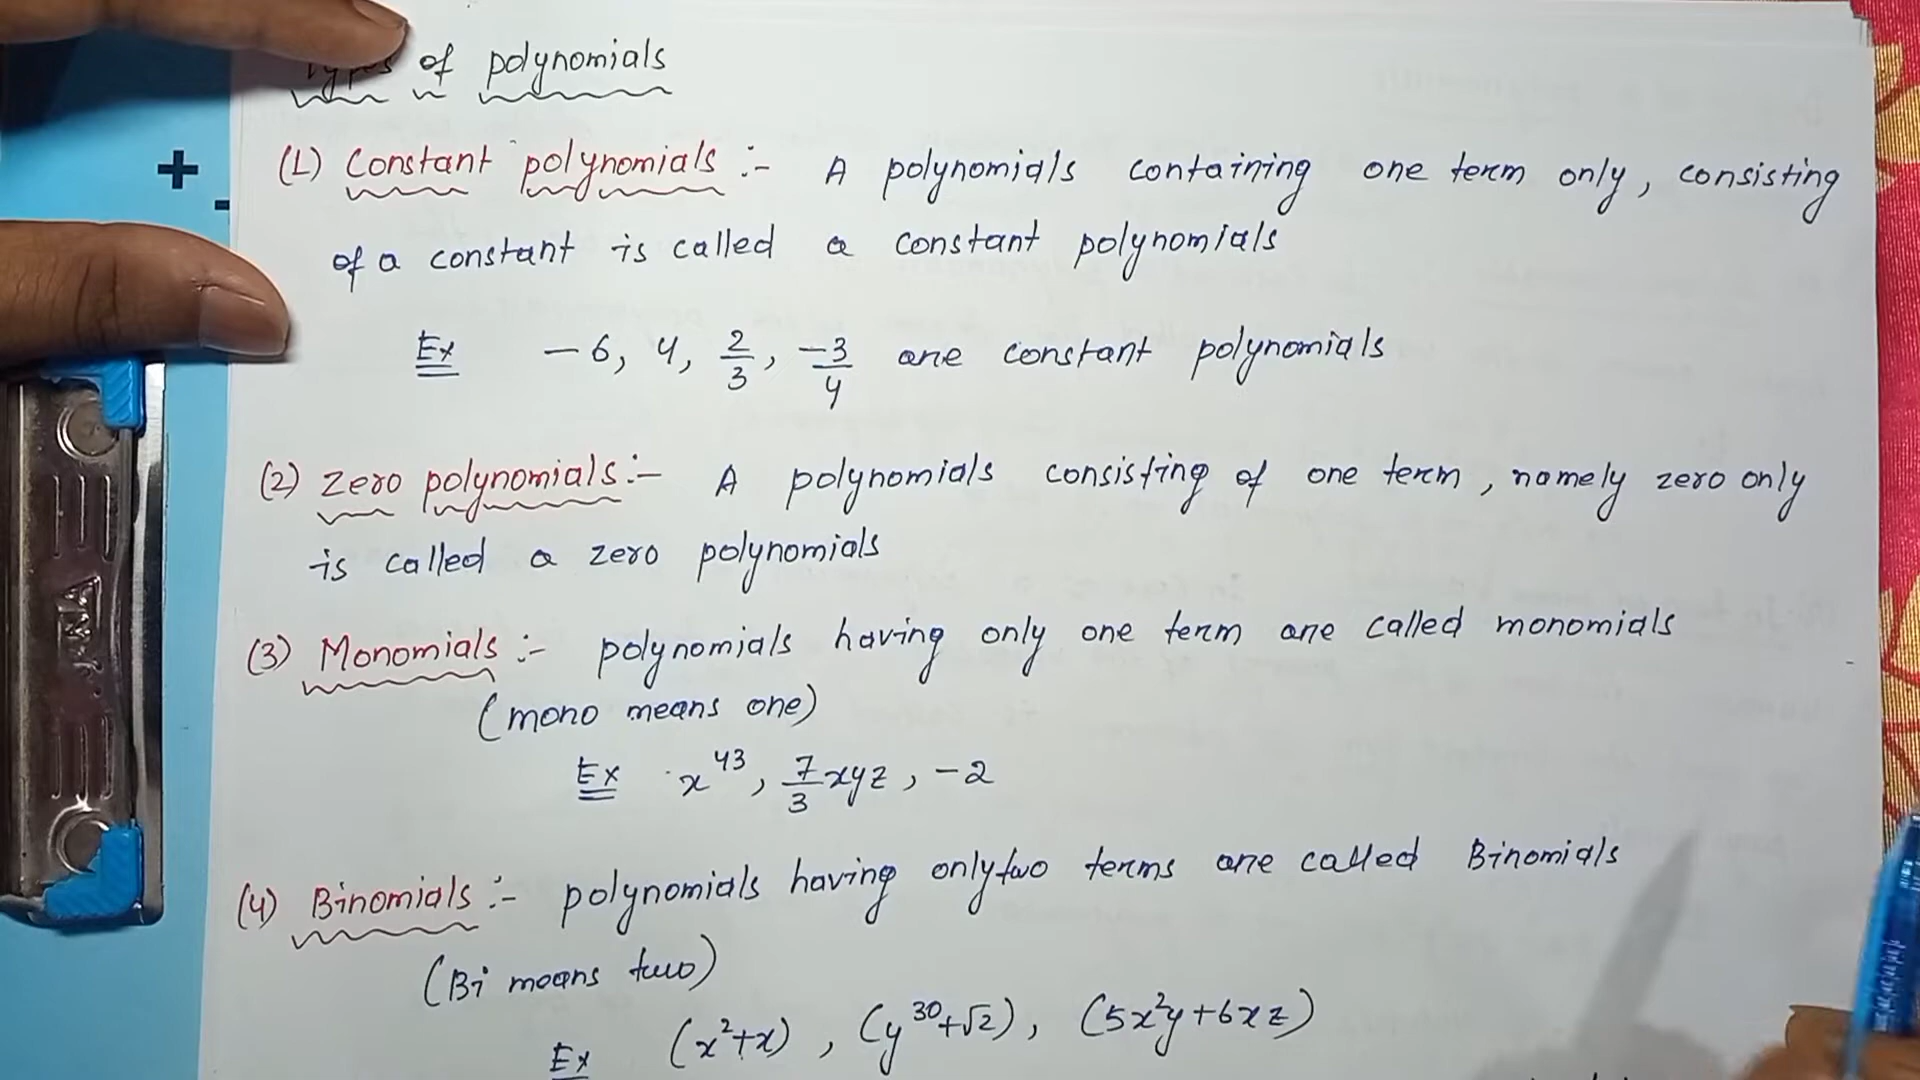 Types of polynomials
(1) Constant polynomials :- A polynomials containing one term only, consisting
of a constant is called a constant polynomials
Ex -6, 4, 2/3, -3/4 are constant polynomials
(2) Zero polynomials :- A polynomials consisting of one term, namely zero only
is called a zero polynomials
(3) Monomials :- polynomials having only one term are called monomials
(mono means one)
Ex x^43, 7/3 xyz, -2
(4) Binomials :- polynomials having only two terms are called Binomials
(Bi means two)
Ex (x²+x), (y^30+√2), (5x²y+6xz)